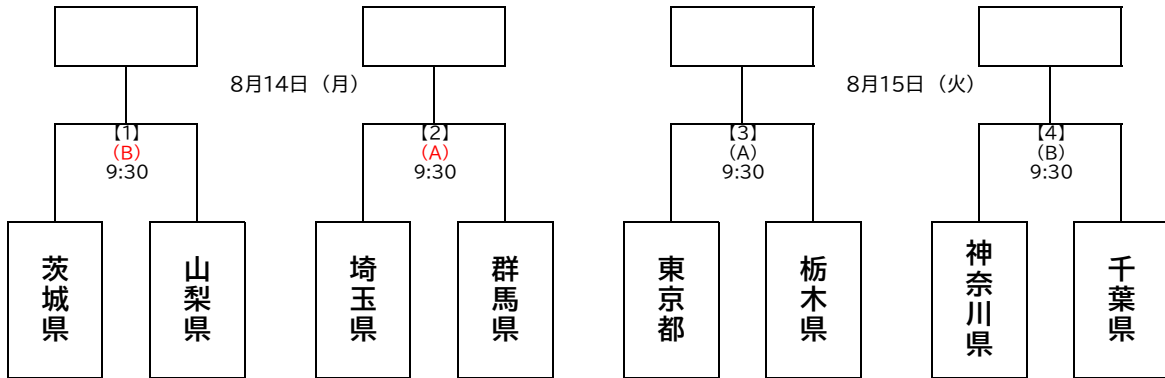 8月14日（月）
8月15日（火）
【1】
（B）
9:30
【2】
（A）
9:30
【3】
（A）
9:30
【4】
（B）
9:30
茨城県
山梨県
埼玉県
群馬県
東京都
栃木県
神奈川県
千葉県